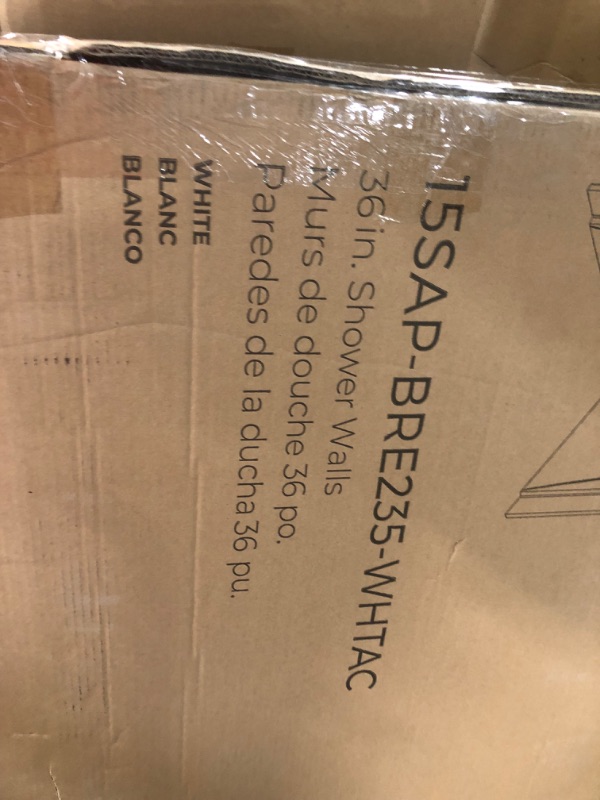 15SAP-BRE235-WHTAC
36 in. Shower Walls
Murs de douche 36 po.
Paredes de la ducha 36 pu.
WHITE
BLANC
BLANCO